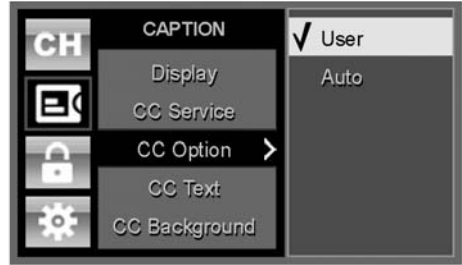 CH
CAPTION
Display
CC Service
CC Option
CC Text
CC Background
User
Auto